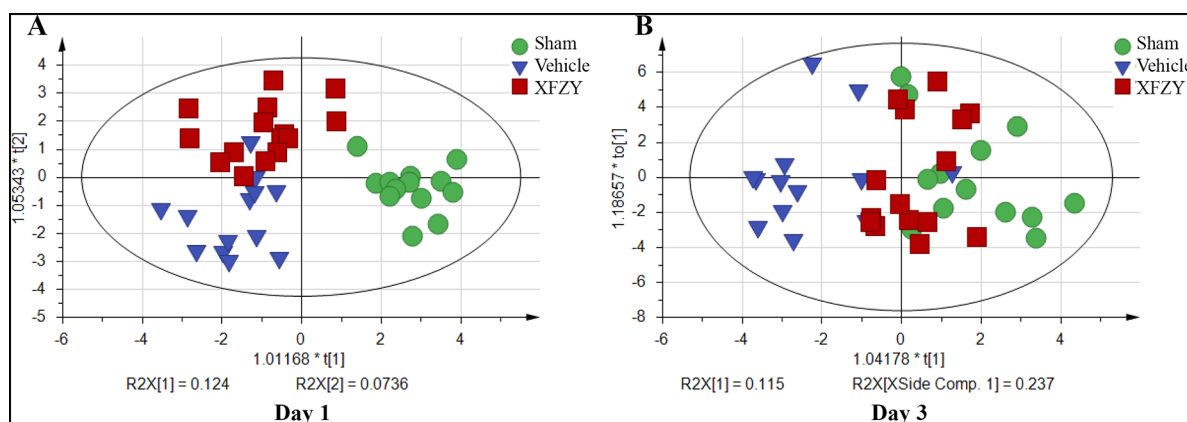 A
Sham
Vehicle
XFZY
4
3
2
1
0
-1
-2
-3
-4
-5
-6
-4
-2
0
2
4
1.05343 * t[2]
1.01168 * t[1]
R2X[1] = 0.124
R2X[2] = 0.0736
Day 1
B
Sham
Vehicle
XFZY
6
4
2
0
-2
-4
-6
-8
-6
-4
-2
0
2
4
1.18657 * to[1]
1.04178 * t[1]
R2X[1] = 0.115
R2X[XSide Comp. 1] = 0.237
Day 3